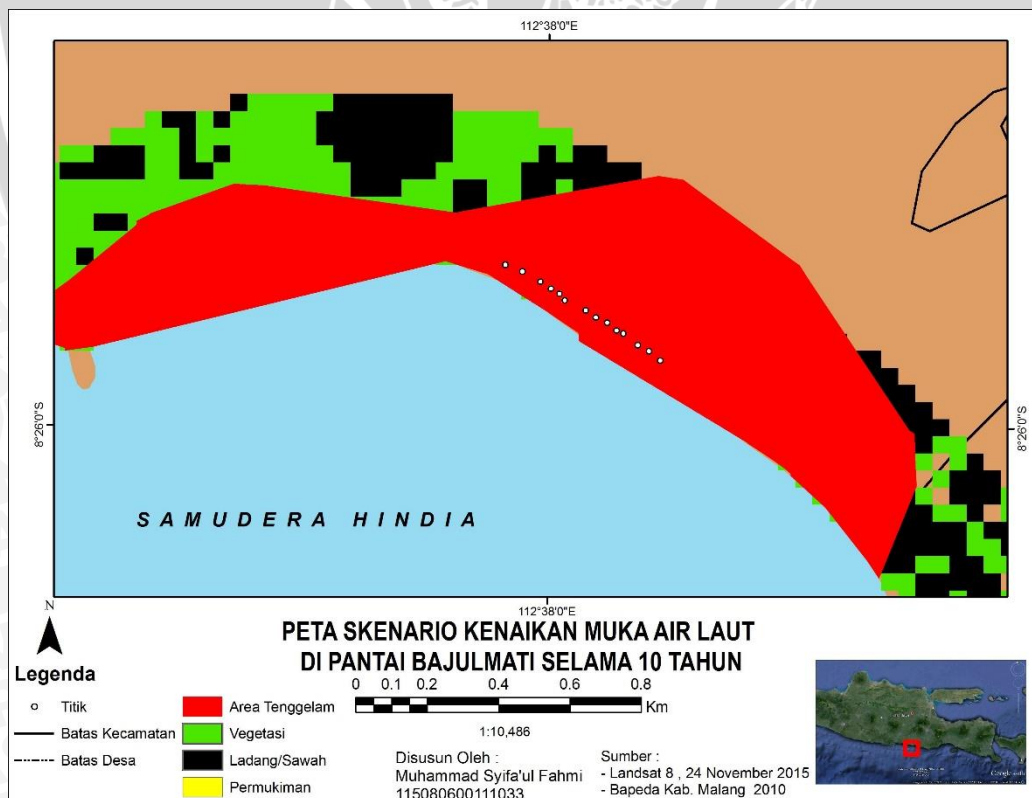 112°38'0"E
8°26'0"S
8°26'0"S
SAMUDERA HINDIA
112°38'0"E
N
PETA SKENARIO KENAIKAN MUKA AIR LAUT
DI PANTAI BAJULMATI SELAMA 10 TAHUN
Legenda
Titik
Batas Kecamatan
Batas Desa
Area Tenggelam
Vegetasi
Ladang/Sawah
Permukiman
0 0.1 0.2 0.4 0.6 0.8
Km
1:10,486
Disusun Oleh :
Muhammad Syifa'ul Fahmi
115080600111033
Sumber :
- Landsat 8 , 24 November 2015
- Bapeda Kab. Malang 2010